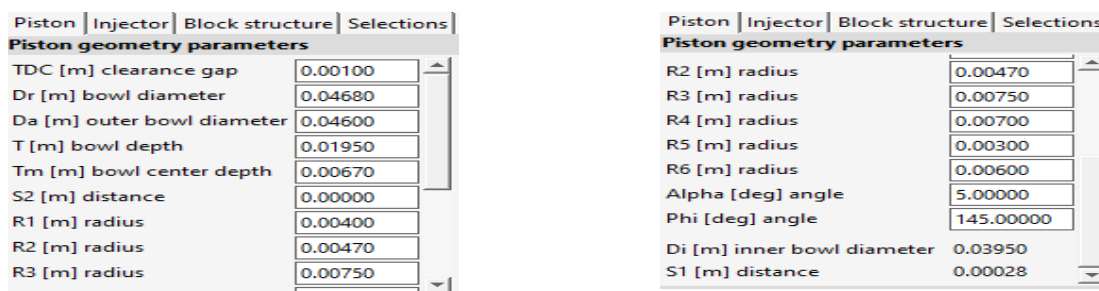 Piston Injector Block structure Selections
Piston geometry parameters
TDC [m] clearance gap 0.00100
Dr [m] bowl diameter 0.04680
Da [m] outer bowl diameter 0.04600
T [m] bowl depth 0.01950
Tm [m] bowl center depth 0.00670
S2 [m] distance 0.00000
R1 [m] radius 0.00400
R2 [m] radius 0.00470
R3 [m] radius 0.00750
Piston Injector Block structure Selections
Piston geometry parameters
R2 [m] radius 0.00470
R3 [m] radius 0.00750
R4 [m] radius 0.00700
R5 [m] radius 0.00300
R6 [m] radius 0.00600
Alpha [deg] angle 5.00000
Phi [deg] angle 145.00000
Di [m] inner bowl diameter 0.03950
S1 [m] distance 0.00028